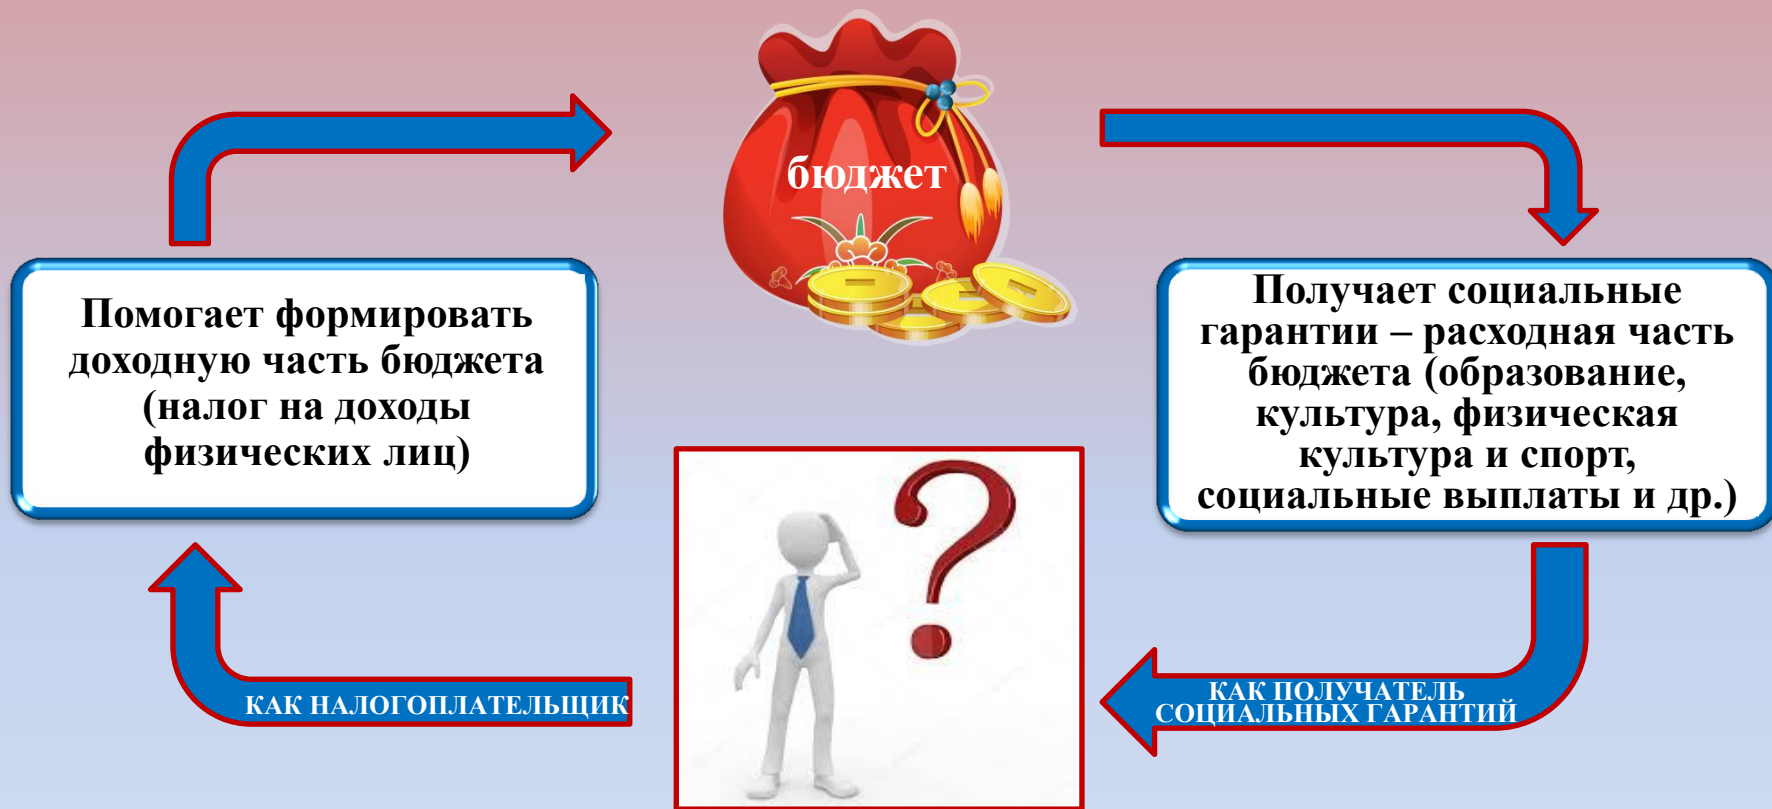 бюджет
Помогает формировать
доходную часть бюджета
(налог на доходы
физических лиц)
Получает социальные
гарантии – расходная часть
бюджета (образование,
культура, физическая
культура и спорт,
социальные выплаты и др.)
КАК НАЛОГОПЛАТЕЛЬЩИК
КАК ПОЛУЧАТЕЛЬ
СОЦИАЛЬНЫХ ГАРАНТИЙ